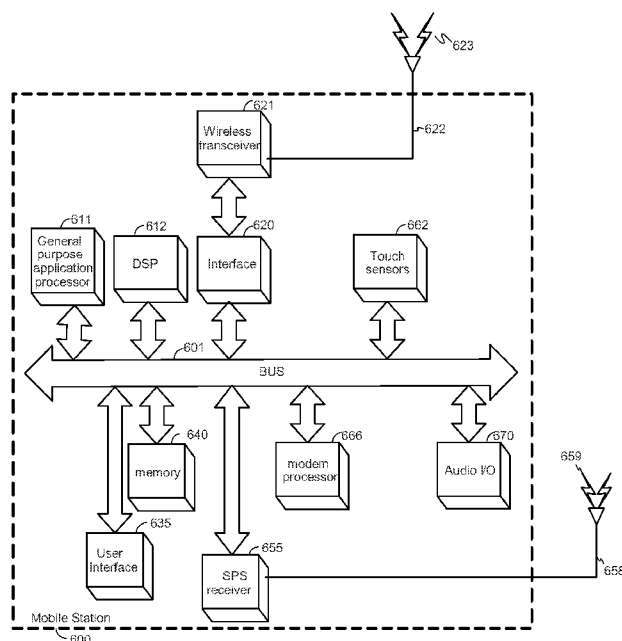 623
621
Wireless
transceiver
622
611
General
purpose
application
processor
612
DSP
620
Interface
662
Touch
sensors
601
BUS
640
memory
666
modem
processor
670
Audio I/O
659
635
User
interface
655
SPS
receiver
658
Mobile Station
600